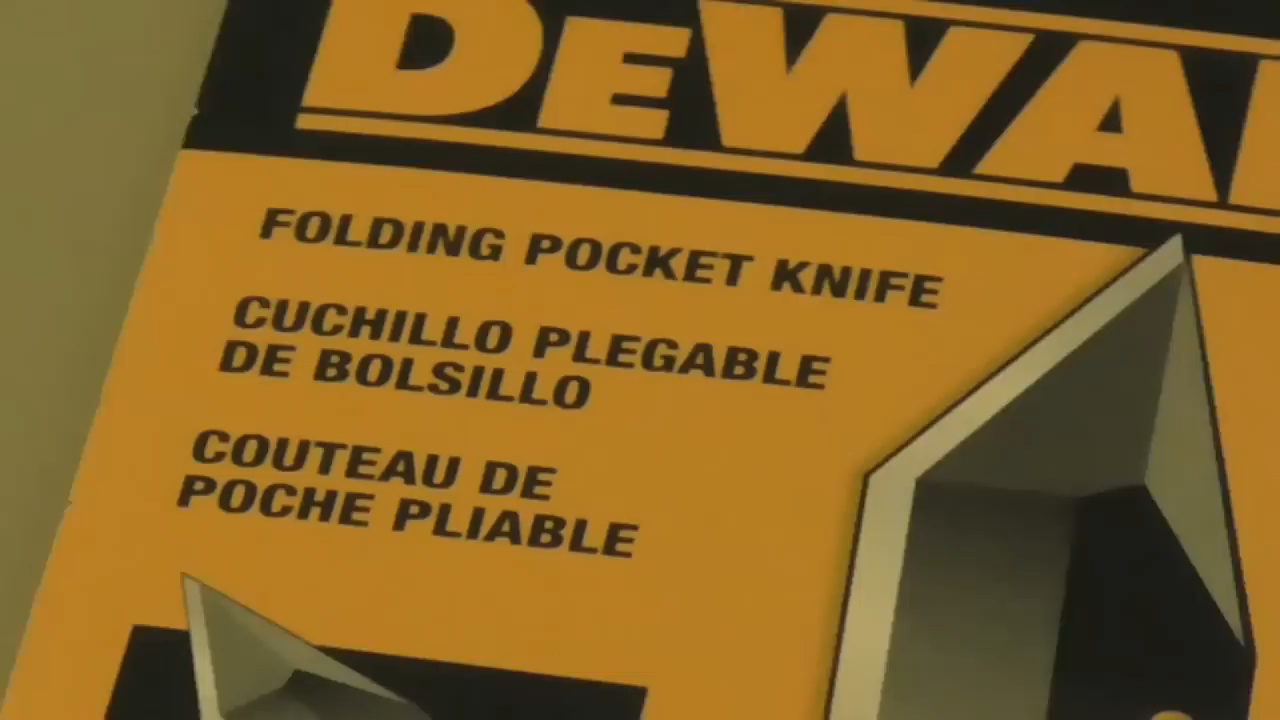 DEWA
FOLDING POCKET KNIFE
CUCHILLO PLEGABLE
DE BOLSILLO
COUTEAU DE
POCHE PLIABLE